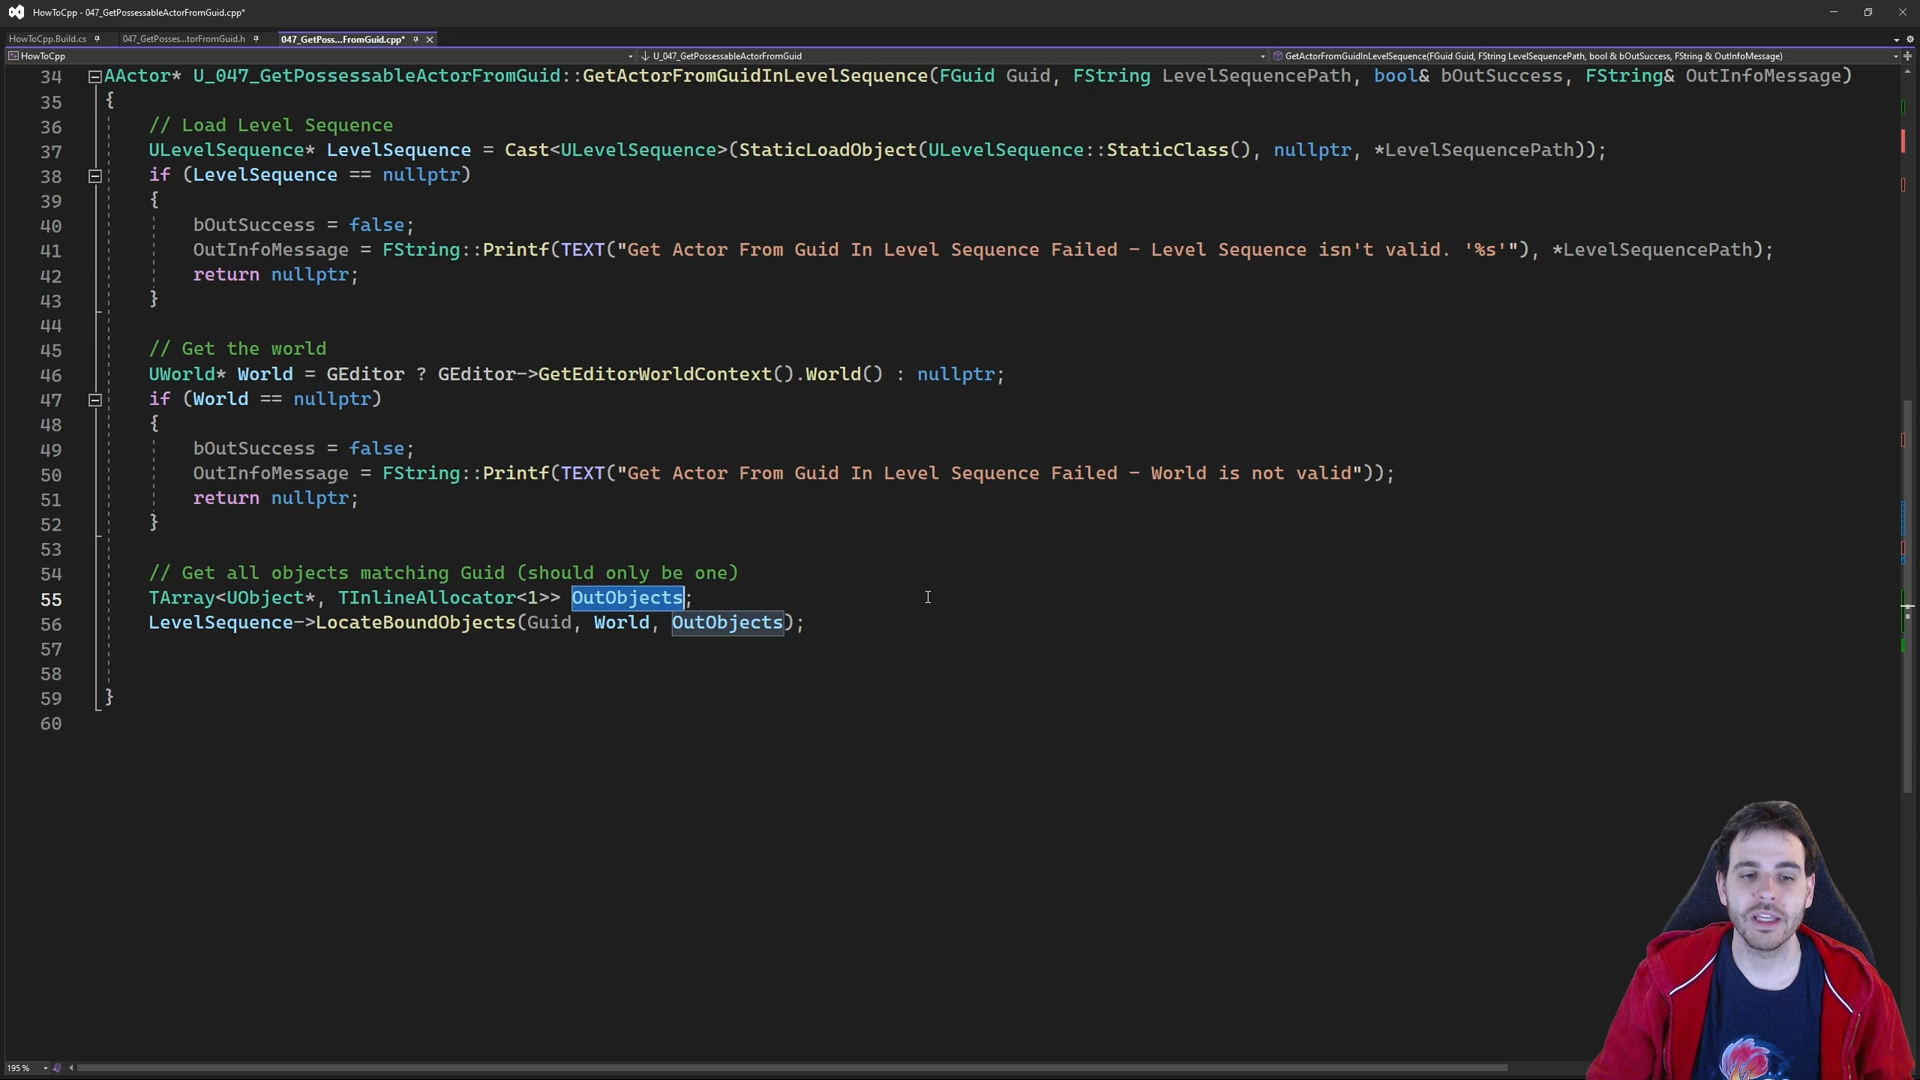 HowToCpp - 047_GetPossessableActorFromGuid.cpp*
HowToCpp.Build.cs 047_GetPosses...torFromGuid.h 047_GetPoss...FromGuid.cpp*
HowToCpp U_047_GetPossessableActorFromGuid GetActorFromGuidInLevelSequence(FGuid Guid, FString LevelSequencePath, bool & bOutSuccess, FString & OutInfoMessage)
34 AActor* U_047_GetPossessableActorFromGuid::GetActorFromGuidInLevelSequence(FGuid Guid, FString LevelSequencePath, bool& bOutSuccess, FString& OutInfoMessage)
35 {
36 // Load Level Sequence
37 ULevelSequence* LevelSequence = Cast<ULevelSequence>(StaticLoadObject(ULevelSequence::StaticClass(), nullptr, *LevelSequencePath));
38 if (LevelSequence == nullptr)
39 {
40 bOutSuccess = false;
41 OutInfoMessage = FString::Printf(TEXT("Get Actor From Guid In Level Sequence Failed - Level Sequence isn't valid. '%s'"), *LevelSequencePath);
42 return nullptr;
43 }
44
45 // Get the world
46 UWorld* World = GEditor ? GEditor->GetEditorWorldContext().World() : nullptr;
47 if (World == nullptr)
48 {
49 bOutSuccess = false;
50 OutInfoMessage = FString::Printf(TEXT("Get Actor From Guid In Level Sequence Failed - World is not valid"));
51 return nullptr;
52 }
53
54 // Get all objects matching Guid (should only be one)
55 TArray<UObject*, TInlineAllocator<1>> OutObjects;
56 LevelSequence->LocateBoundObjects(Guid, World, OutObjects);
57
58
59 }
60
195 %